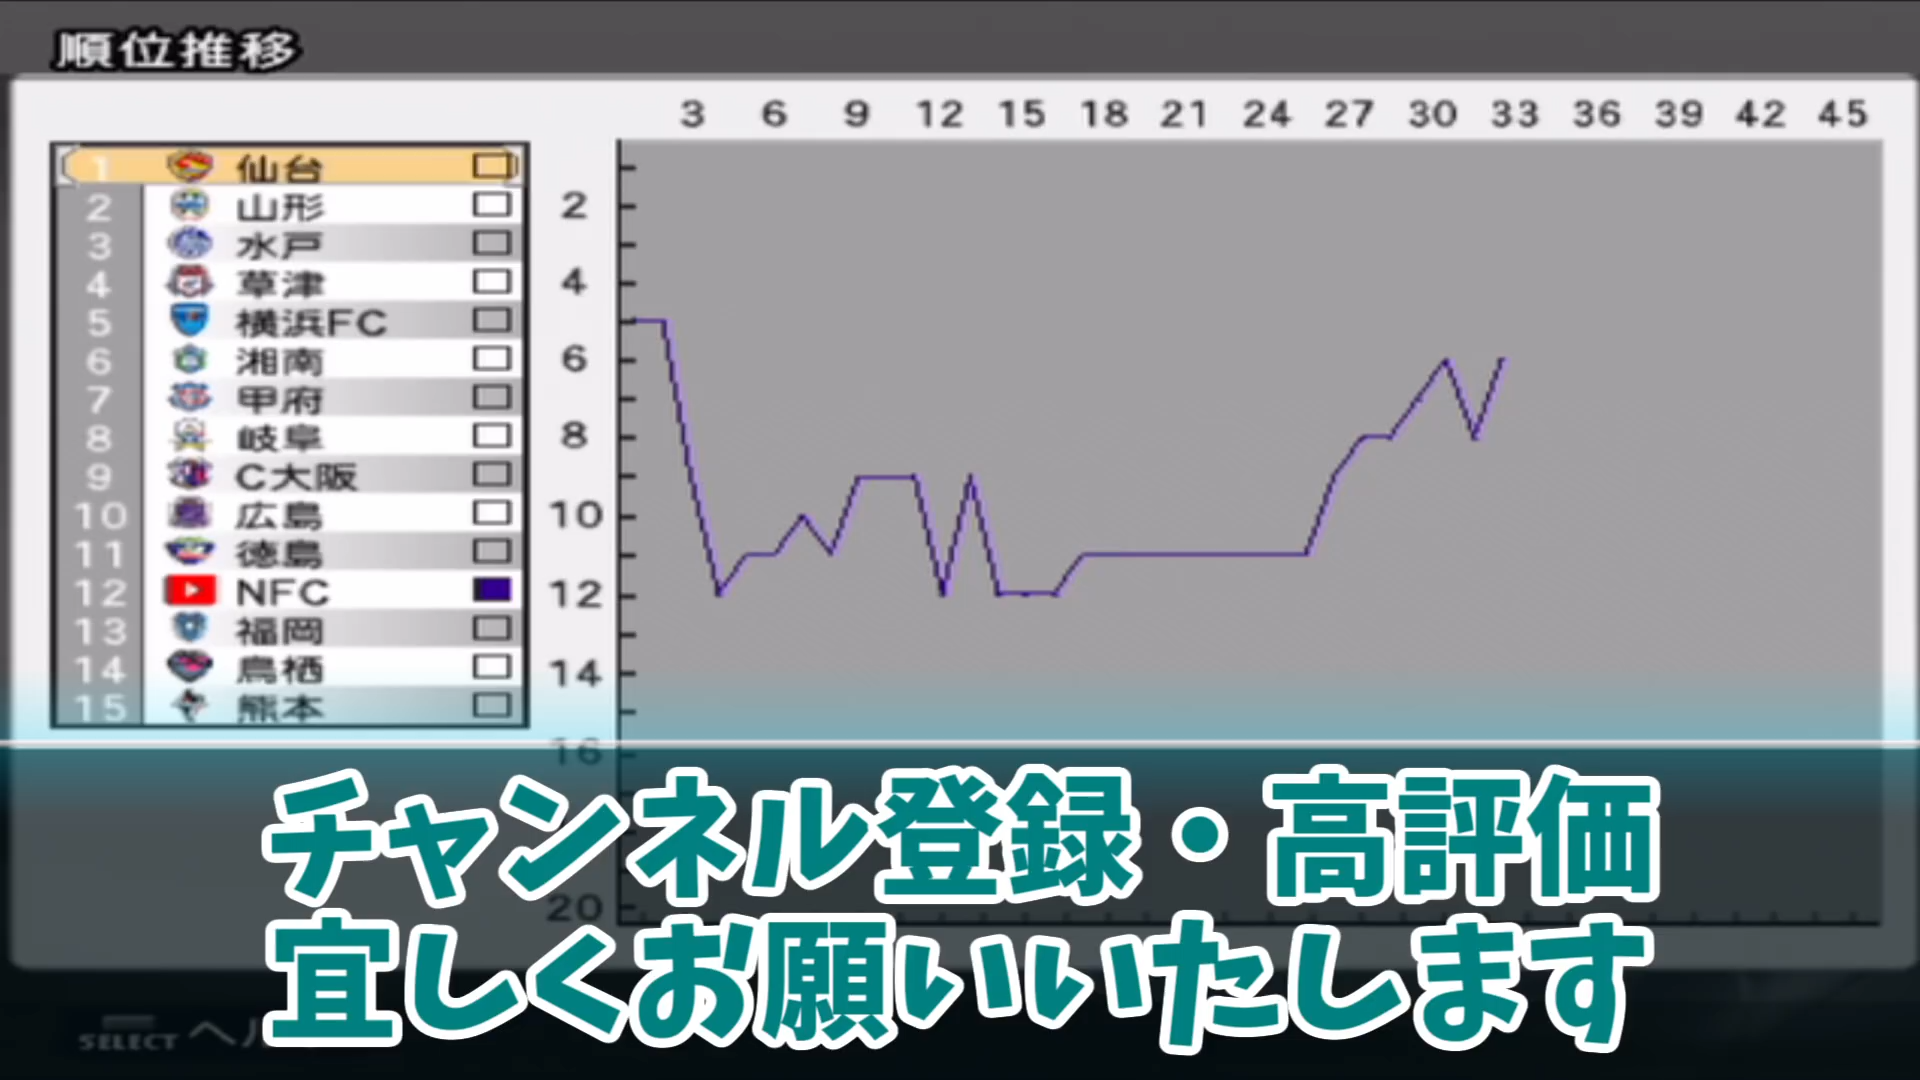 順位推移
3 6 9 12 15 18 21 24 27 30 33 36 39 42 45
1 仙台
2 山形
3 水戸
4 草津
5 横浜FC
6 湘南
7 甲府
8 岐阜
9 C大阪
10 広島
11 徳島
12 NFC
13 福岡
14 鳥栖
15 熊本
2
4
6
8
10
12
14
16
20
チャンネル登録・高評価
宜しくお願いいたします
SELECT